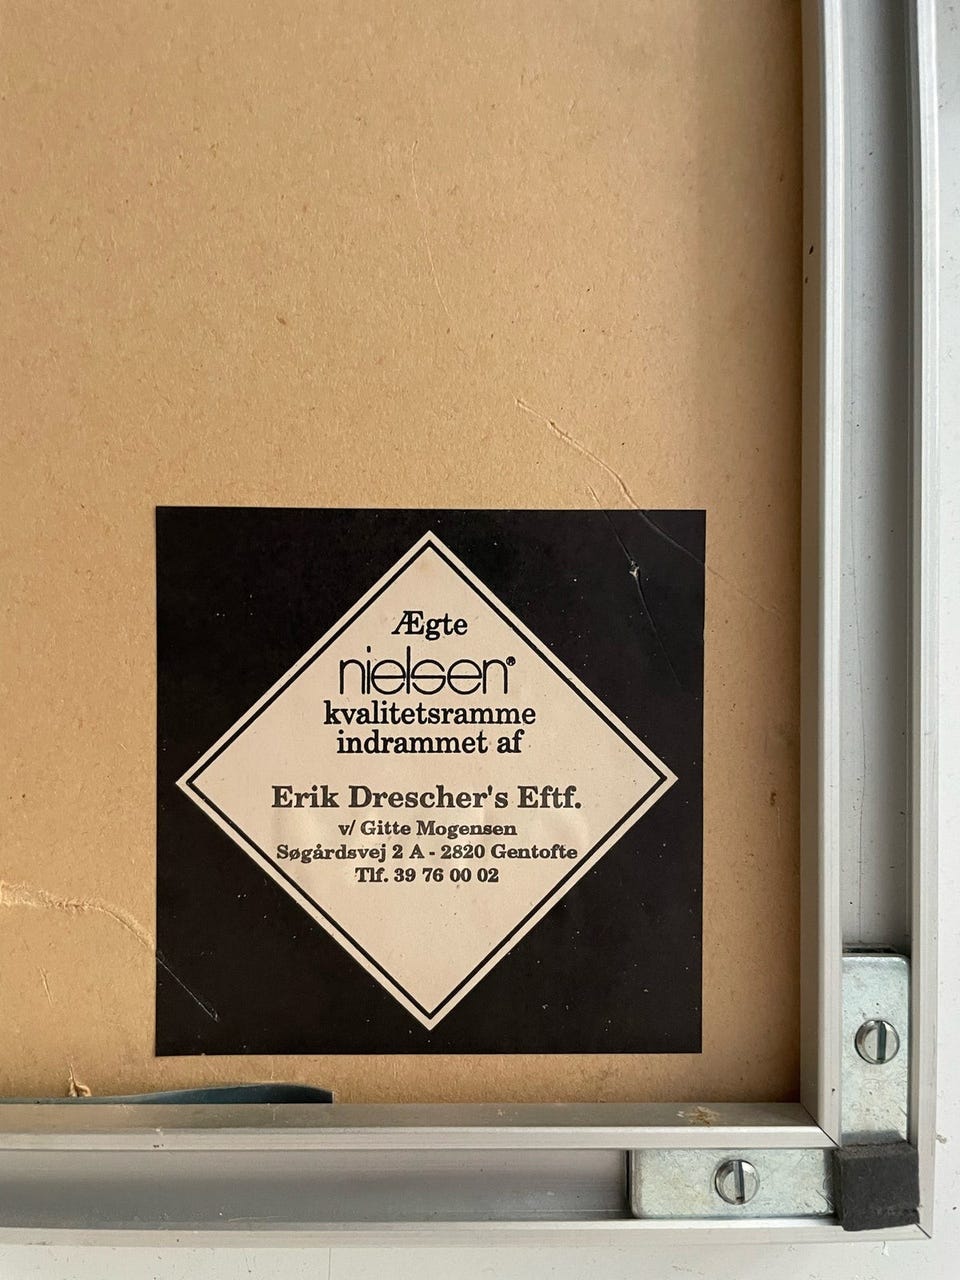 Ægte
nielsen®
kvalitetsramme
indrammet af
Erik Drescher's Eftf.
v/ Gitte Mogensen
Søgårdsvej 2 A - 2820 Gentofte
Tlf. 39 76 00 02